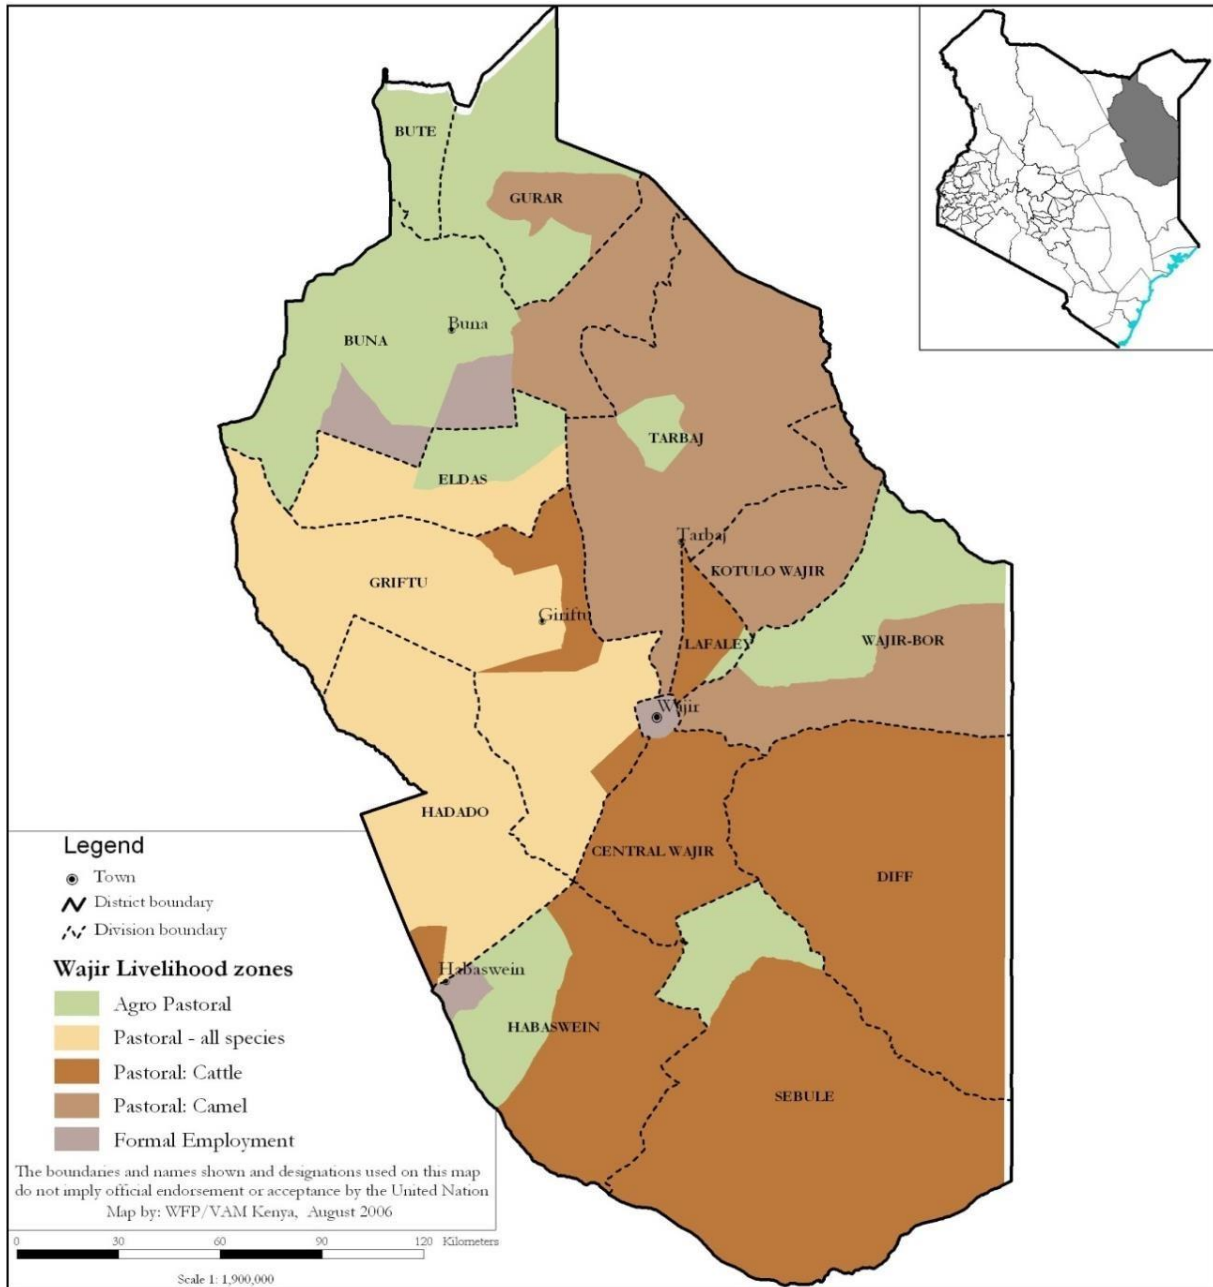 BUTE
GURAR
Buna
BUNA
TARBAJ
ELDAS
Tarbaj
KOTULO WAJIR
GRIFTU
Giriftu
LAFALEY
WAJIR-BOR
Wajir
HADADO
CENTRAL WAJIR
DIFF
Habaswein
HABASWEIN
SEBULE
Legend
Town
District boundary
Division boundary
Wajir Livelihood zones
Agro Pastoral
Pastoral - all species
Pastoral: Cattle
Pastoral: Camel
Formal Employment
The boundaries and names shown and designations used on this map
do not imply official endorsement or acceptance by the United Nation
Map by: WFP/VAM Kenya, August 2006
0 30 60 90 120 Kilometers
Scale 1: 1,900,000